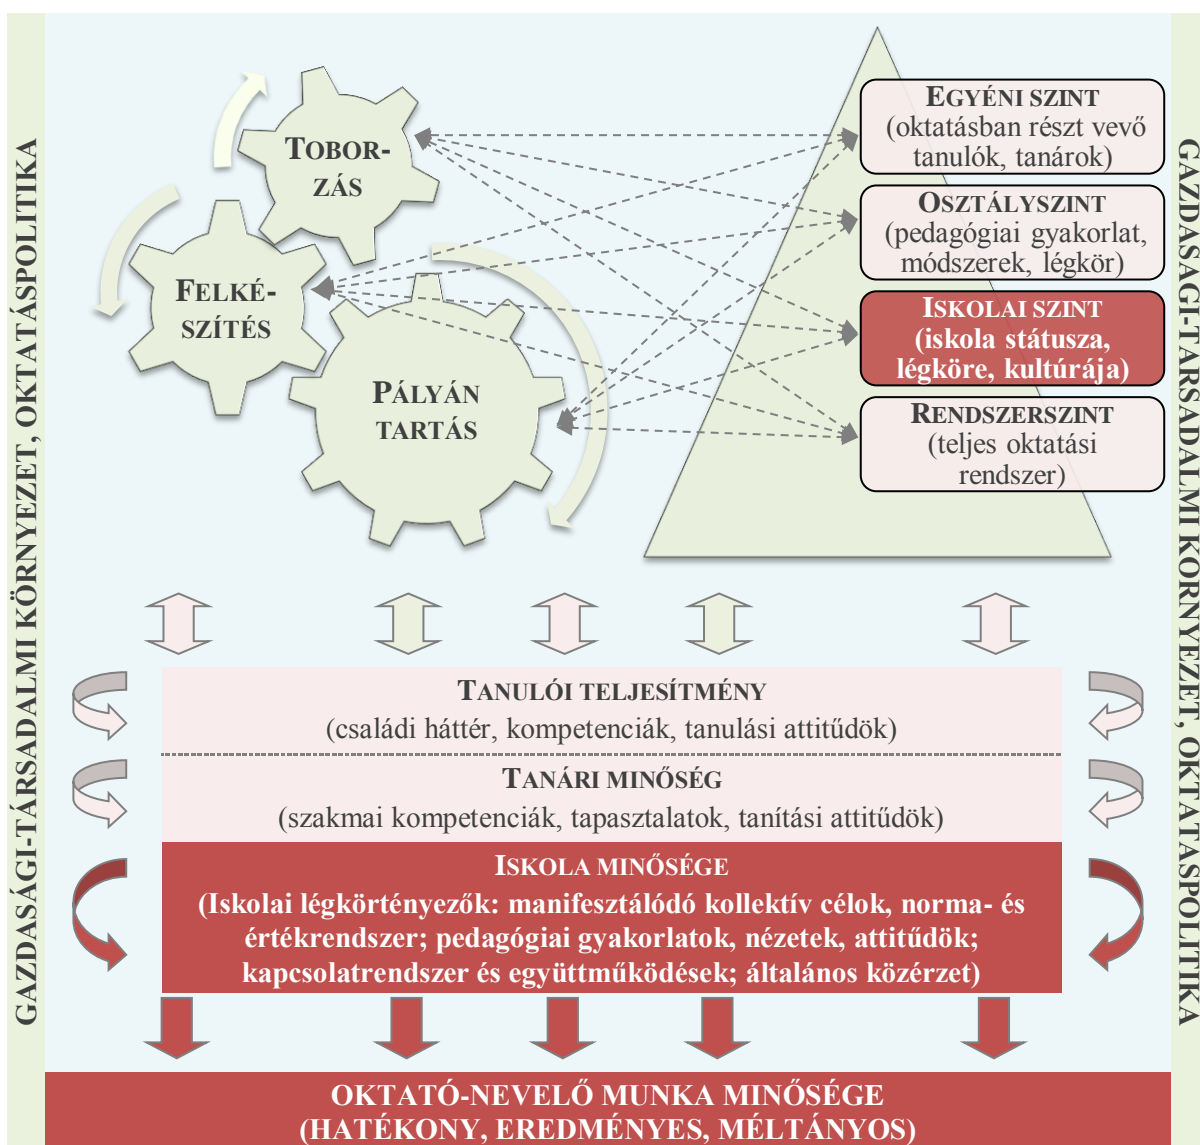 GAZDASÁGI-TÁRSADALMI KÖRNYEZET, OKTATÁSPOLITIKA
TOBOR-
ZÁS
FELKÉ-
SZÍTÉS
PÁLYÁN
TARTÁS
EGYÉNI SZINT
(oktatásban részt vevő
tanulók, tanárok)
OSZTÁLYSZINT
(pedagógiai gyakorlat,
módszerek, légkör)
ISKOLAI SZINT
(iskola státusza,
légköre, kultúrája)
RENDSZERSZINT
(teljes oktatási
rendszer)
GAZDASÁGI-TÁRSADALMI KÖRNYEZET, OKTATÁSPOLITIKA
TANULÓI TELJESÍTMÉNY
(családi háttér, kompetenciák, tanulási attitűdök)
TANÁRI MINŐSÉG
(szakmai kompetenciák, tapasztalatok, tanítási attitűdök)
ISKOLA MINŐSÉGE
(Iskolai légkörtényezők: manifesztálódó kollektív célok, norma- és
értékrendszer; pedagógiai gyakorlatok, nézetek, attitűdök;
kapcsolatrendszer és együttműködések; általános közérzet)
OKTATÓ-NEVELŐ MUNKA MINŐSÉGE
(HATÉKONY, EREDMÉNYES, MÉLTÁNYOS)